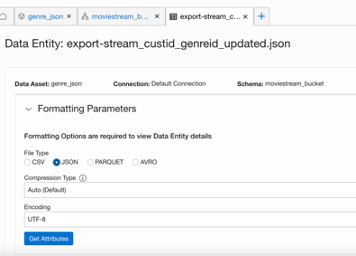 genre_json × moviestream_b... × export-stream_c... × +
Data Entity: export-stream_custid_genreid_updated.json
Data Asset: genre_json Connection: Default Connection Schema: moviestream_bucket
Formatting Parameters
Formatting Options are required to view Data Entity details
File Type
CSV JSON PARQUET AVRO
Compression Type
Auto (Default)
Encoding
UTF-8
Get Attributes